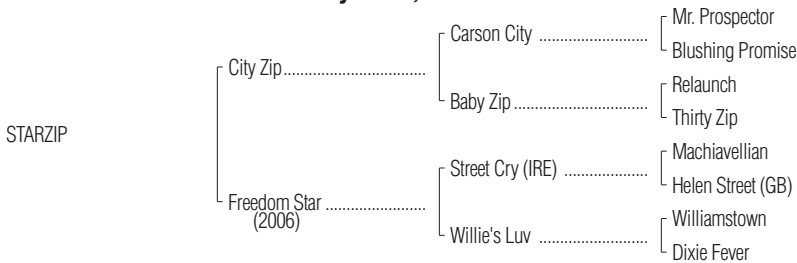 Mr. Prospector
Carson City
Blushing Promise
City Zip
Relaunch
Baby Zip
Thirty Zip
STARZIP
Machiavellian
Street Cry (IRE)
Helen Street (GB)
Freedom Star
(2006)
Williamstown
Willie's Luv
Dixie Fever